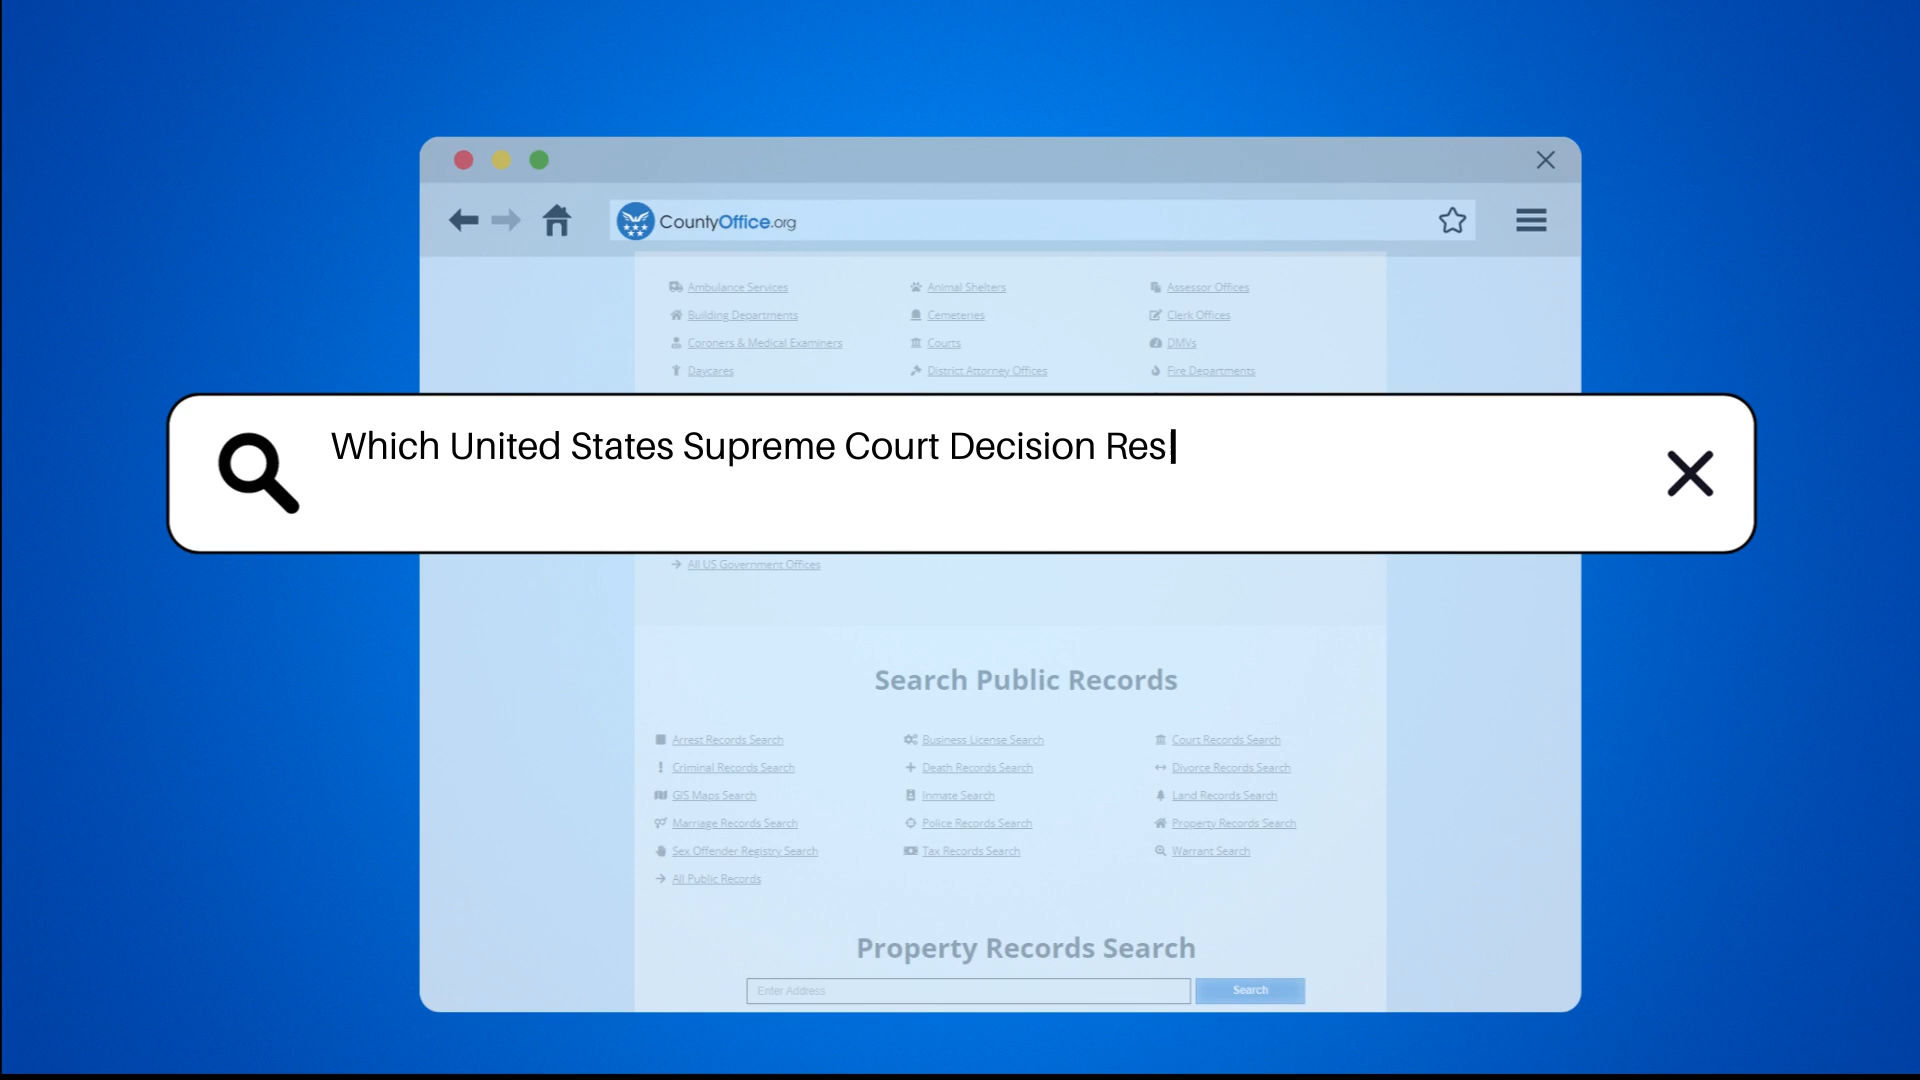 CountyOffice.org
Ambulance Services Animal Shelters Assessor Offices
Building Departments Cemeteries Clerk Offices
Coroners & Medical Examiners Courts DMVs
Daycares District Attorney Offices Fire Departments
Which United States Supreme Court Decision Res
All US Government Offices
Search Public Records
Arrest Records Search Business License Search Court Records Search
Criminal Records Search Death Records Search Divorce Records Search
GIS Maps Search Inmate Search Land Records Search
Marriage Records Search Police Records Search Property Records Search
Sex Offender Registry Search Tax Records Search Warrant Search
All Public Records
Property Records Search
Enter Address Search